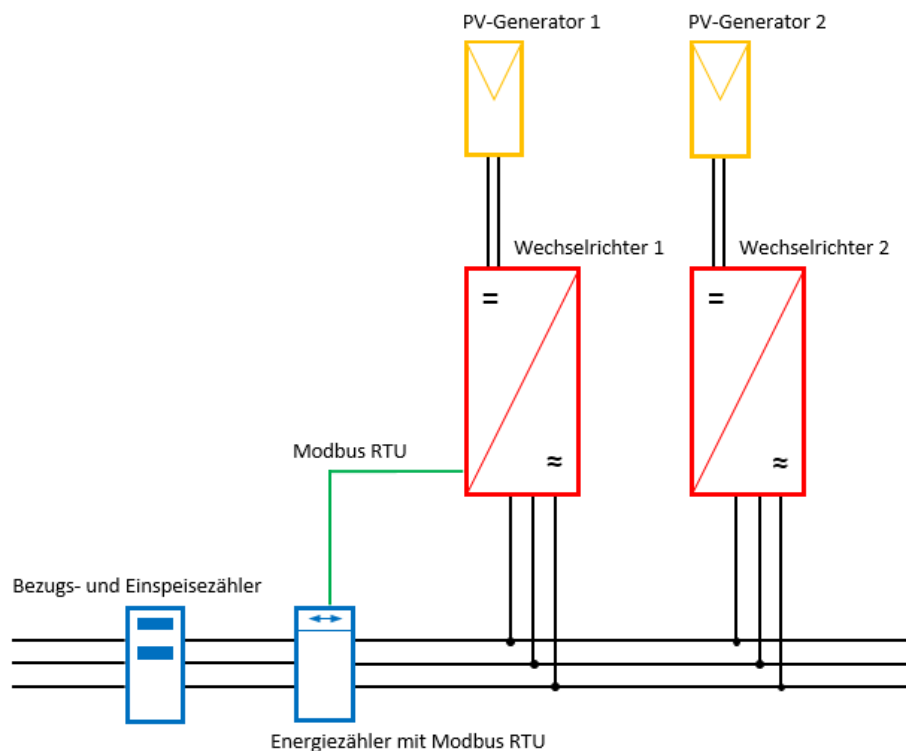 PV-Generator 1
PV-Generator 2
Wechselrichter 1
Wechselrichter 2
=
=
≈
≈
Modbus RTU
Bezugs- und Einspeisezähler
Energiezähler mit Modbus RTU